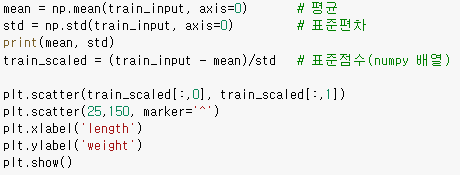 mean = np.mean(train_input, axis=0) # 평균
std = np.std(train_input, axis=0) # 표준편차
print(mean, std)
train_scaled = (train_input - mean)/std # 표준점수(numpy 배열)
plt.scatter(train_scaled[:,0], train_scaled[:,1])
plt.scatter(25,150, marker='^')
plt.xlabel('length')
plt.ylabel('weight')
plt.show()